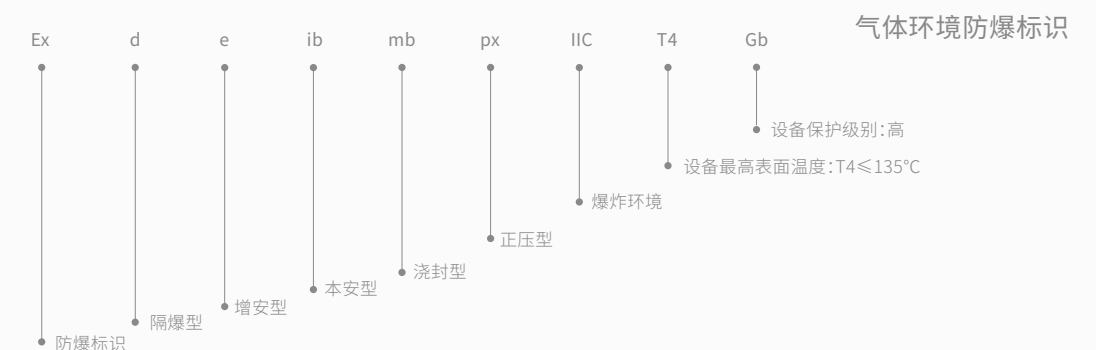 气体环境防爆标识
Ex d e ib mb px IIC T4 Gb
设备保护级别:高
设备最高表面温度:T4≤135℃
爆炸环境
正压型
浇封型
本安型
增安型
隔爆型
防爆标识